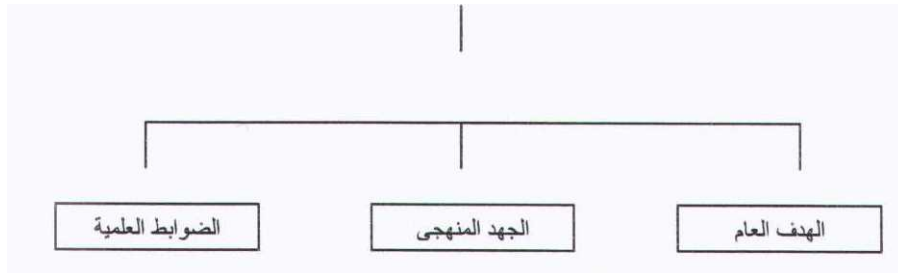 الهدف العام
الجهد المنهجى
الضوابط العلمية